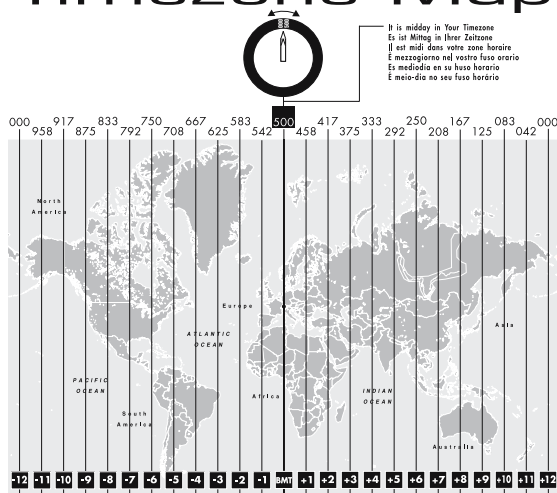 Timezone Map
It is midday in Your Timezone
Es ist Mittag in Ihrer Zeitzone
Il est midi dans votre zone horaire
È mezzogiorno nel vostro fuso orario
Es mediodía en su huso horario
É meio-dia no seu fuso horário
000 917 833 750 667 583 500 417 333 250 167 083 000
958 875 792 708 625 542 458 375 292 208 125 042
North
America
Europe
Asia
ATLANTIC
OCEAN
PACIFIC
OCEAN
Africa
INDIAN
OCEAN
South
America
Australia
-12 -11 -10 -9 -8 -7 -6 -5 -4 -3 -2 -1 BMT +1 +2 +3 +4 +5 +6 +7 +8 +9 +10 +11 +12